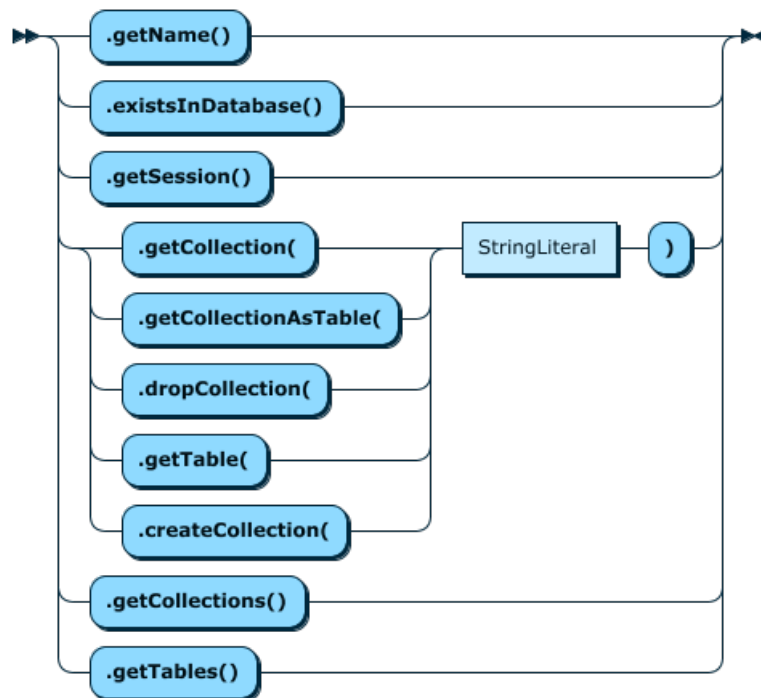 .getName()
.existsInDatabase()
.getSession()
.getCollection( StringLiteral )
.getCollectionAsTable(
.dropCollection(
.getTable(
.createCollection(
.getCollections()
.getTables()